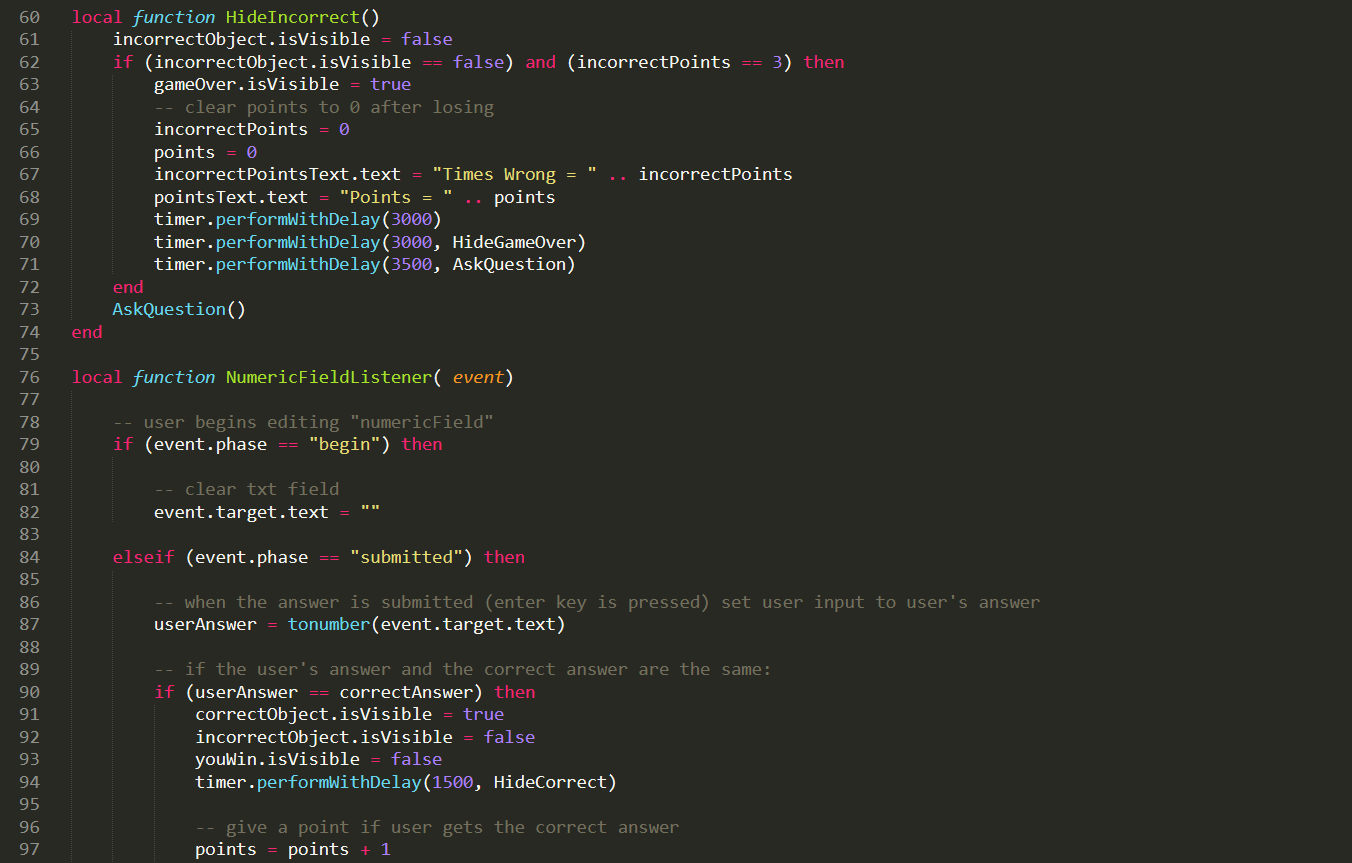 60 local function HideIncorrect()
61 incorrectObject.isVisible = false
62 if (incorrectObject.isVisible == false) and (incorrectPoints == 3) then
63 gameOver.isVisible = true
64 -- clear points to 0 after losing
65 incorrectPoints = 0
66 points = 0
67 incorrectPointsText.text = "Times Wrong = " .. incorrectPoints
68 pointsText.text = "Points = " .. points
69 timer.performWithDelay(3000)
70 timer.performWithDelay(3000, HideGameOver)
71 timer.performWithDelay(3500, AskQuestion)
72 end
73 AskQuestion()
74 end
75
76 local function NumericFieldListener( event)
77
78 -- user begins editing "numericField"
79 if (event.phase == "begin") then
80
81 -- clear txt field
82 event.target.text = ""
83
84 elseif (event.phase == "submitted") then
85
86 -- when the answer is submitted (enter key is pressed) set user input to user's answer
87 userAnswer = tonumber(event.target.text)
88
89 -- if the user's answer and the correct answer are the same:
90 if (userAnswer == correctAnswer) then
91 correctObject.isVisible = true
92 incorrectObject.isVisible = false
93 youWin.isVisible = false
94 timer.performWithDelay(1500, HideCorrect)
95
96 -- give a point if user gets the correct answer
97 points = points + 1